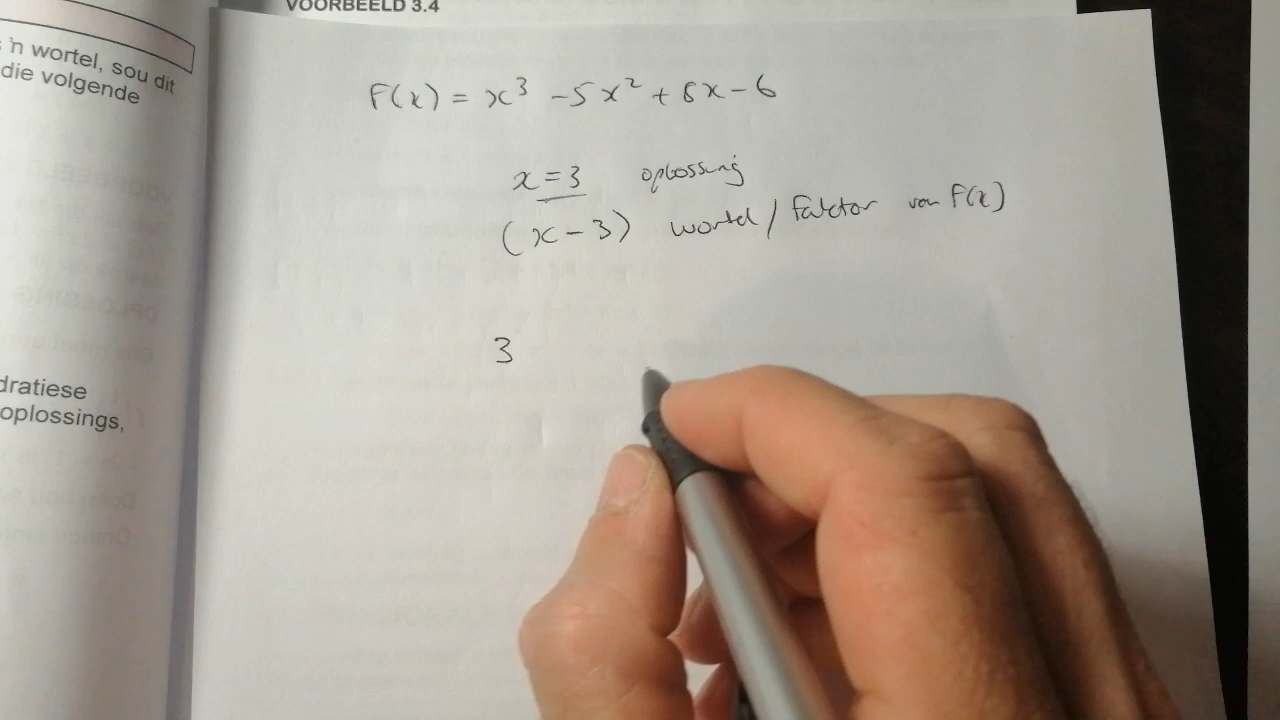 VOORBEELD 3.4
'n wortel, sou dit
die volgende
dratiese
oplossings,
F(x) = x³ - 5x² + 8x - 6
x = 3 oplossing
(x - 3) wortel / faktor van F(x)
3